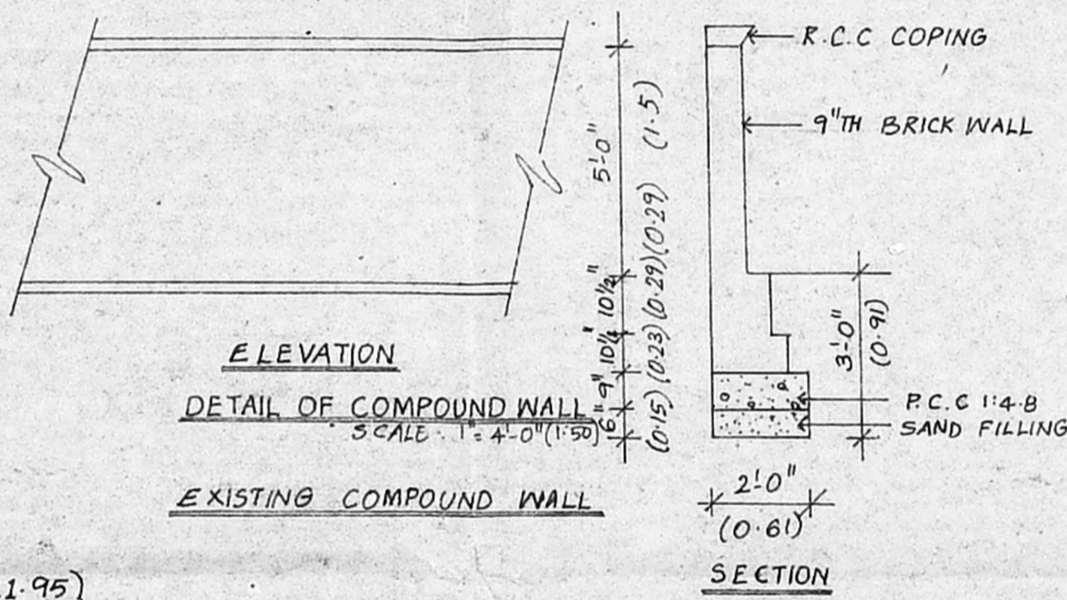 R.C.C COPING
9"TH BRICK WALL
5'-0" (1.5)
10½" (0.29) (0.29)
10½" (0.23)
9"
6" (0.15)
3'-0"
(0.91)
P.C.C 1:4:8
SAND FILLING
2'0"
(0.61)
SECTION
ELEVATION
DETAIL OF COMPOUND WALL
SCALE 1"= 4'-0"(1:50)
EXISTING COMPOUND WALL
1.95)